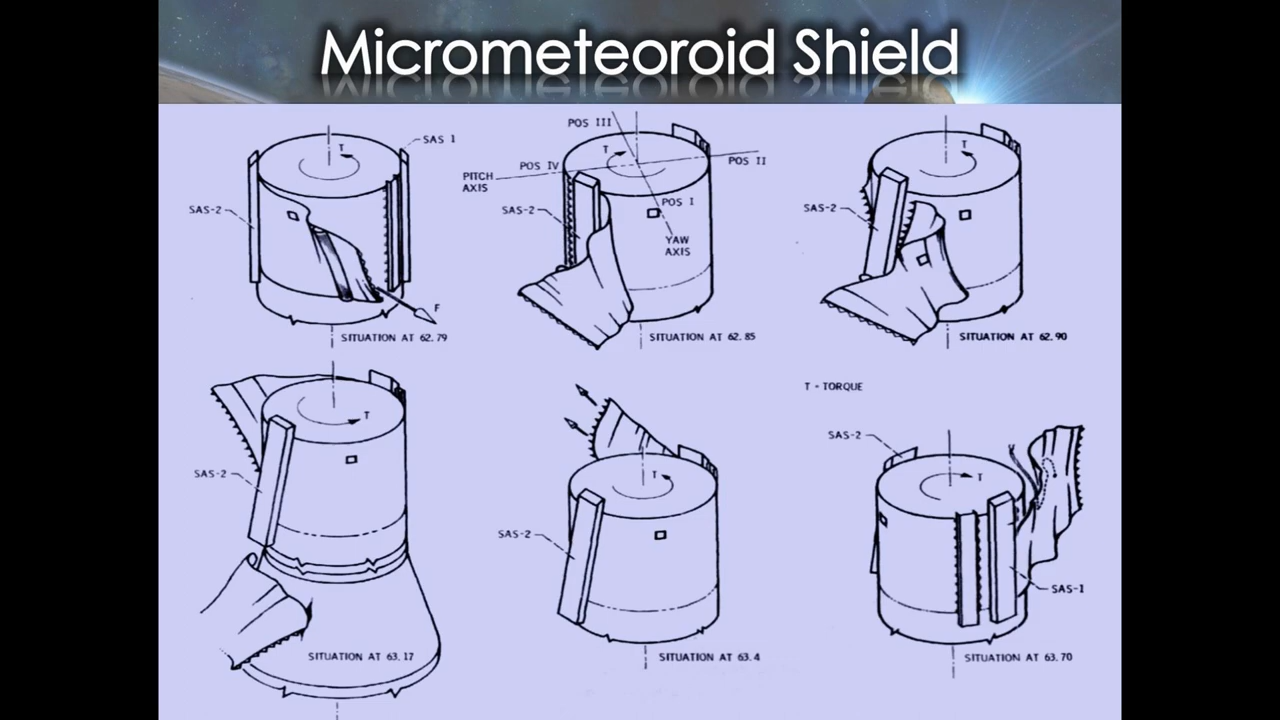 Micrometeoroid Shield
T
SAS 1
SAS-2
F
SITUATION AT 62.79
POS III
T
POS IV
POS II
PITCH
AXIS
SAS-2
POS I
YAW
AXIS
SITUATION AT 62.85
T
SAS-2
SITUATION AT 62.90
T
SAS-2
SITUATION AT 63.17
T
SAS-2
SITUATION AT 63.4
T = TORQUE
SAS-2
T
SAS-1
SITUATION AT 63.70